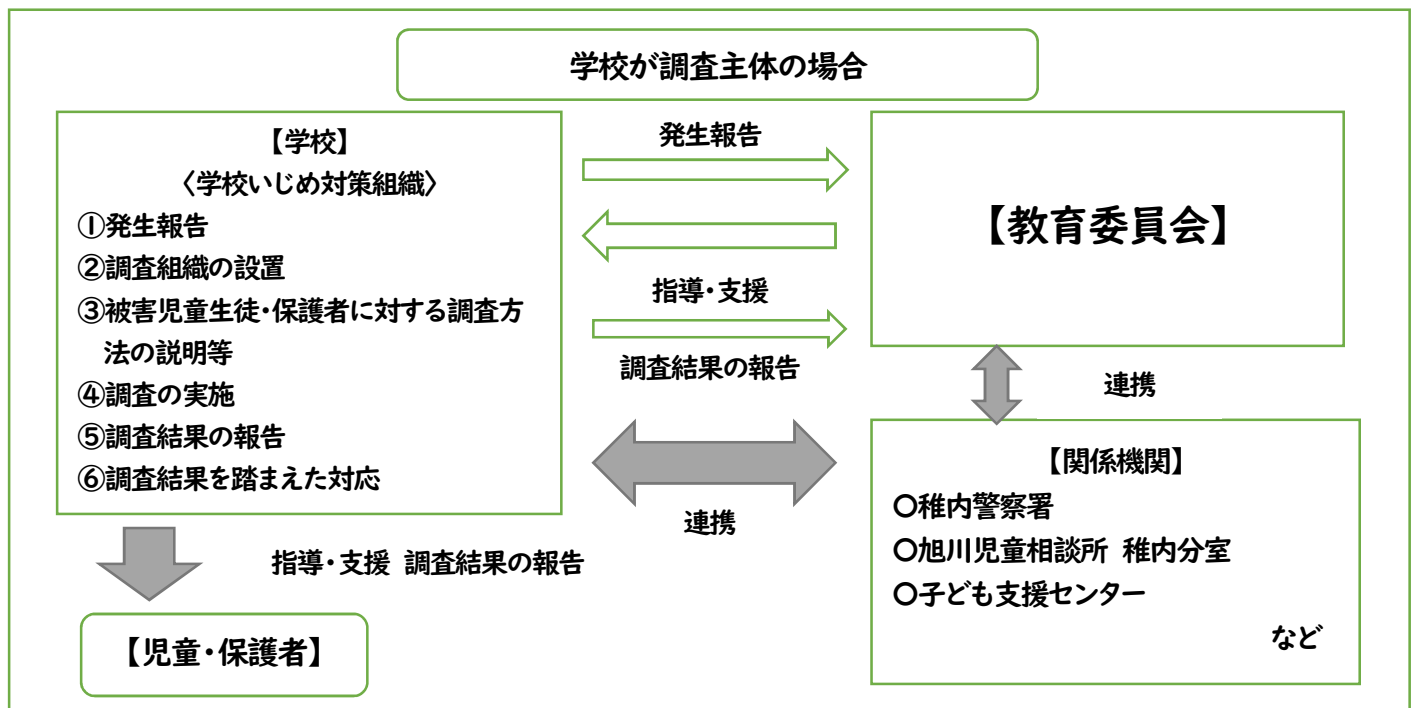 学校が調査主体の場合
【学校】
〈学校いじめ対策組織〉
①発生報告
②調査組織の設置
③被害児童生徒・保護者に対する調査方
法の説明等
④調査の実施
⑤調査結果の報告
⑥調査結果を踏まえた対応
発生報告
指導・支援
調査結果の報告
【教育委員会】
連携
連携
【関係機関】
〇稚内警察署
〇旭川児童相談所 稚内分室
〇子ども支援センター
など
指導・支援 調査結果の報告
【児童・保護者】